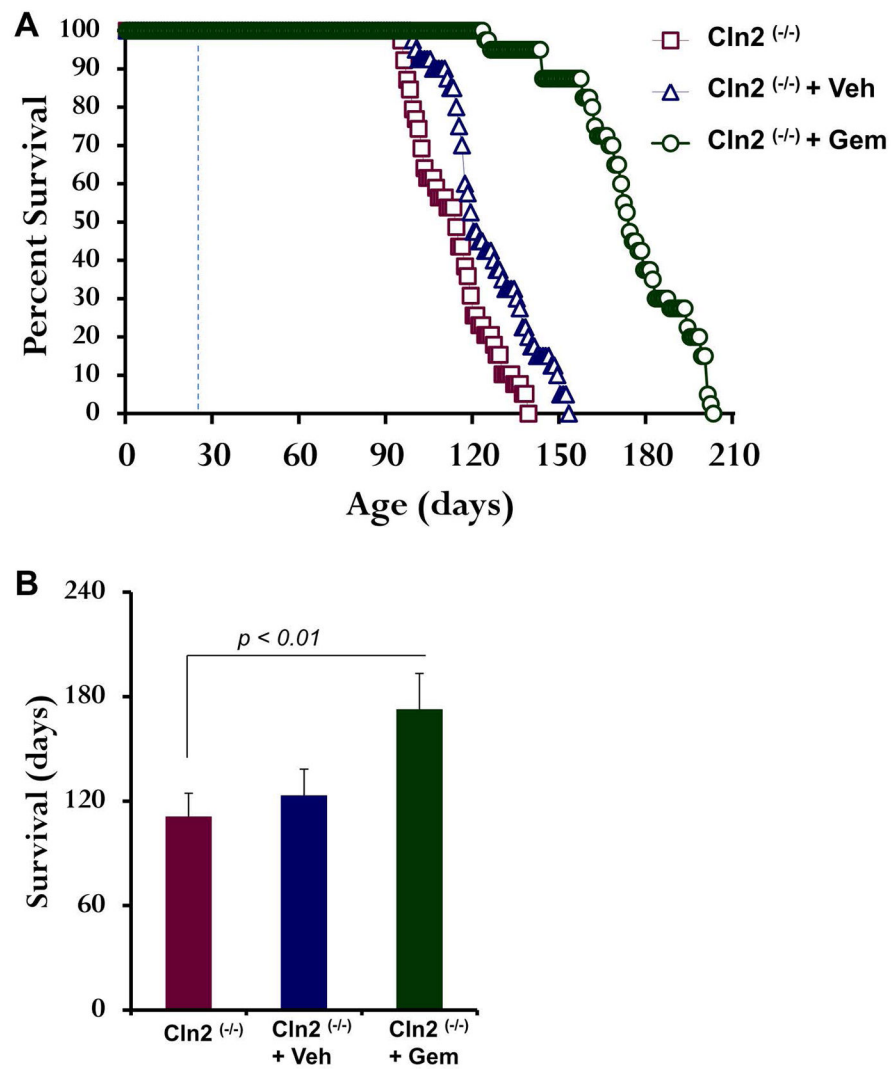 A
Percent Survival
100
90
80
70
60
50
40
30
20
10
0
0 30 60 90 120 150 180 210
Age (days)
Cln2 (-/-)
Cln2 (-/-) + Veh
Cln2 (-/-) + Gem
B
Survival (days)
240
180
120
60
0
p < 0.01
Cln2 (-/-)
Cln2 (-/-)
+ Veh
Cln2 (-/-)
+ Gem